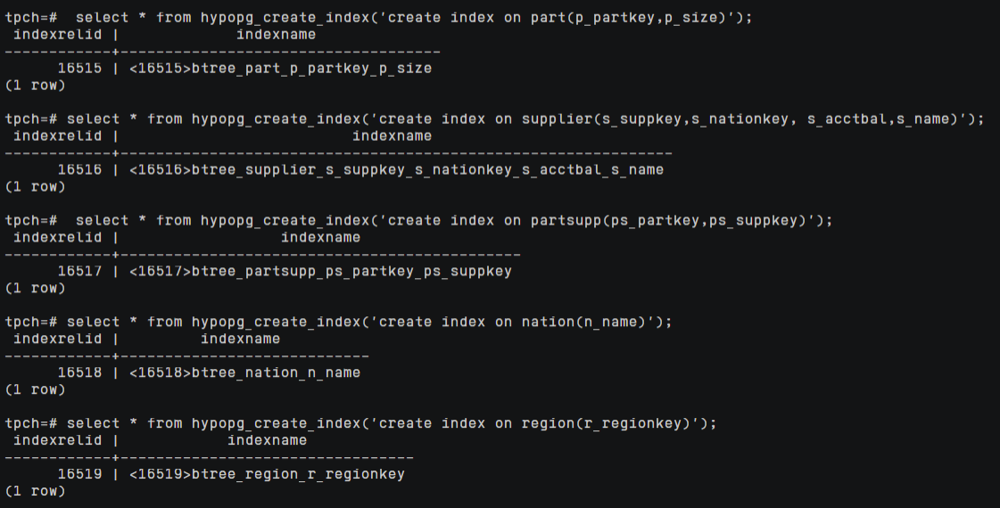 tpch=#  select * from hypopg_create_index('create index on part(p_partkey,p_size)');
 indexrelid |             indexname
------------+---------------------------------------
      16515 | <16515>btree_part_p_partkey_p_size
(1 row)

tpch=# select * from hypopg_create_index('create index on supplier(s_suppkey,s_nationkey, s_acctbal,s_name)');
 indexrelid |                          indexname
------------+--------------------------------------------------------------
      16516 | <16516>btree_supplier_s_suppkey_s_nationkey_s_acctbal_s_name
(1 row)

tpch=#  select * from hypopg_create_index('create index on partsupp(ps_partkey,ps_suppkey)');
 indexrelid |                  indexname
------------+---------------------------------------------
      16517 | <16517>btree_partsupp_ps_partkey_ps_suppkey
(1 row)

tpch=# select * from hypopg_create_index('create index on nation(n_name)');
 indexrelid |         indexname
------------+----------------------------
      16518 | <16518>btree_nation_n_name
(1 row)

tpch=# select * from hypopg_create_index('create index on region(r_regionkey)');
 indexrelid |            indexname
------------+---------------------------------
      16519 | <16519>btree_region_r_regionkey
(1 row)